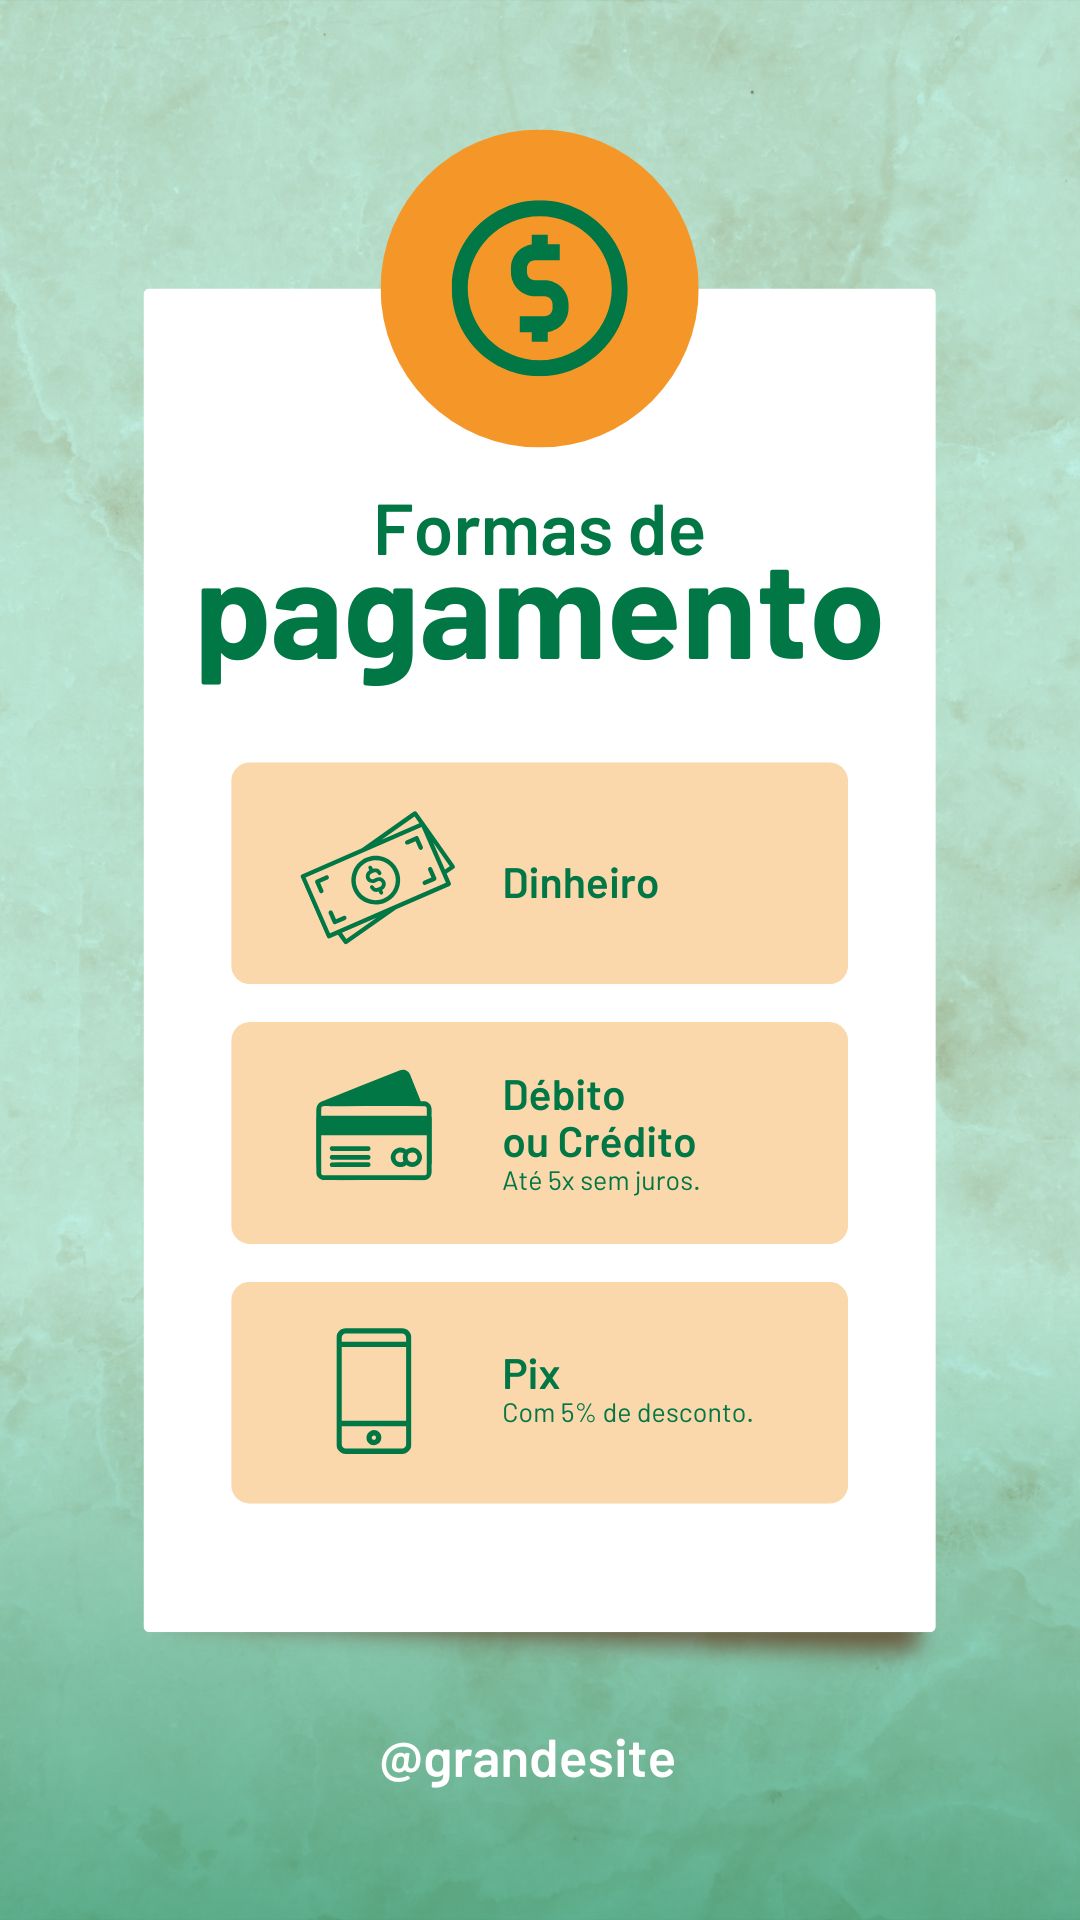 Formas de
pagamento
Dinheiro
Débito
ou Crédito
Até 5x sem juros.
Pix
Com 5% de desconto.
@grandesite